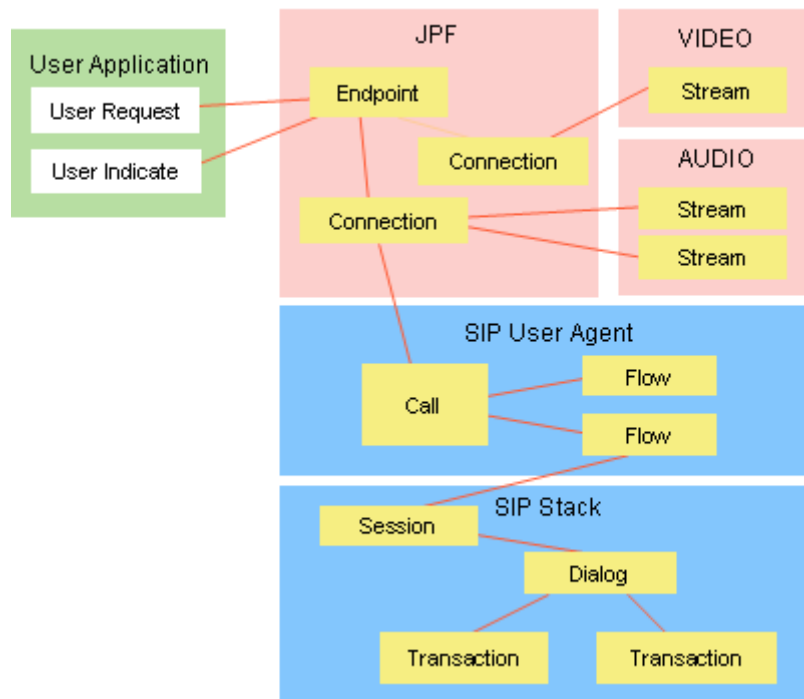 User Application
User Request
User Indicate
JPF
Endpoint
Connection
Connection
VIDEO
Stream
AUDIO
Stream
Stream
SIP User Agent
Call
Flow
Flow
SIP Stack
Session
Dialog
Transaction
Transaction